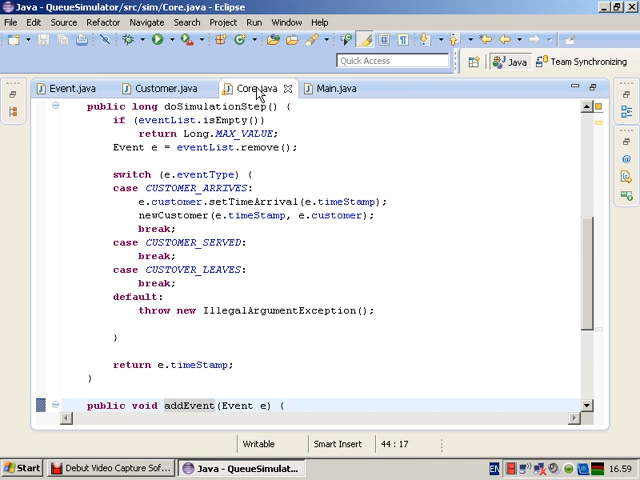 Java - QueueSimulator/src/sim/Core.java - Eclipse
File Edit Source Refactor Navigate Search Project Run Window Help
Quick Access
Java
Team Synchronizing
Event.java Customer.java Core.java Main.java
public long doSimulationStep() {
if (eventList.isEmpty())
return Long.MAX_VALUE;
Event e = eventList.remove();
switch (e.eventType) {
case CUSTOMER_ARRIVES:
e.customer.setTimeArrival(e.timeStamp);
newCustomer(e.timeStamp, e.customer);
break;
case CUSTOMER_SERVED:
break;
case CUSTOVER_LEAVES:
break;
default:
throw new IllegalArgumentException();
}
return e.timeStamp;
}
public void addEvent(Event e) {
Writable Smart Insert 44 : 17
Start Debut Video Capture Sof... Java - QueueSimulat... EN 16.59